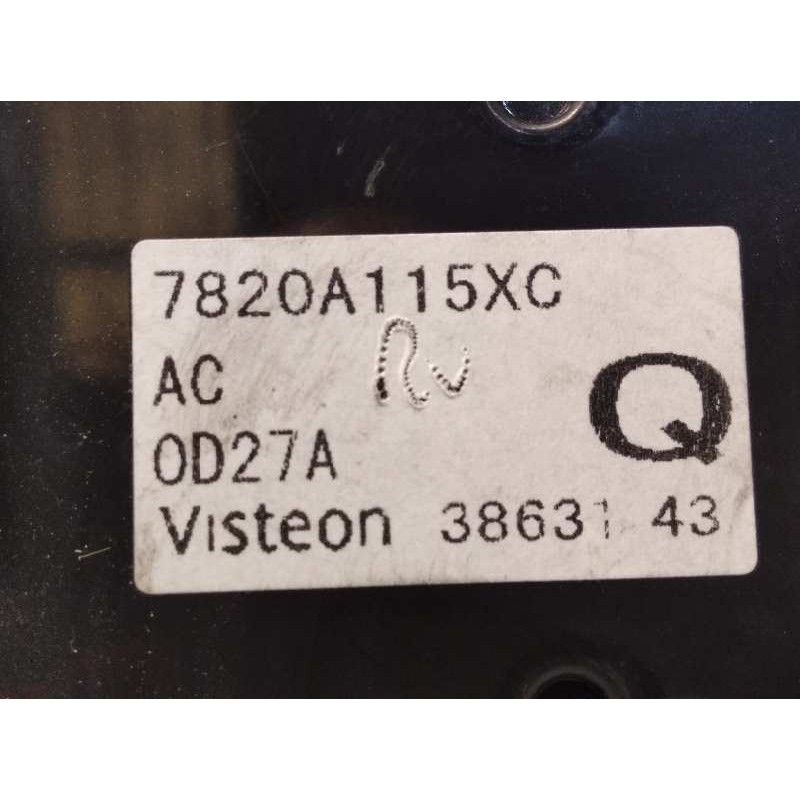 7820A115XC
AC
Q
0D27A
Visteon 38631 43